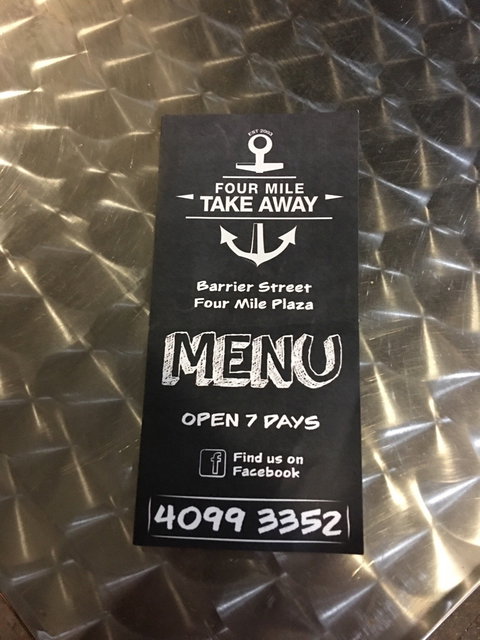 EST 2003
FOUR MILE
TAKE AWAY
Barrier Street
Four Mile Plaza
MENU
OPEN 7 DAYS
f Find us on
Facebook
4099 3352